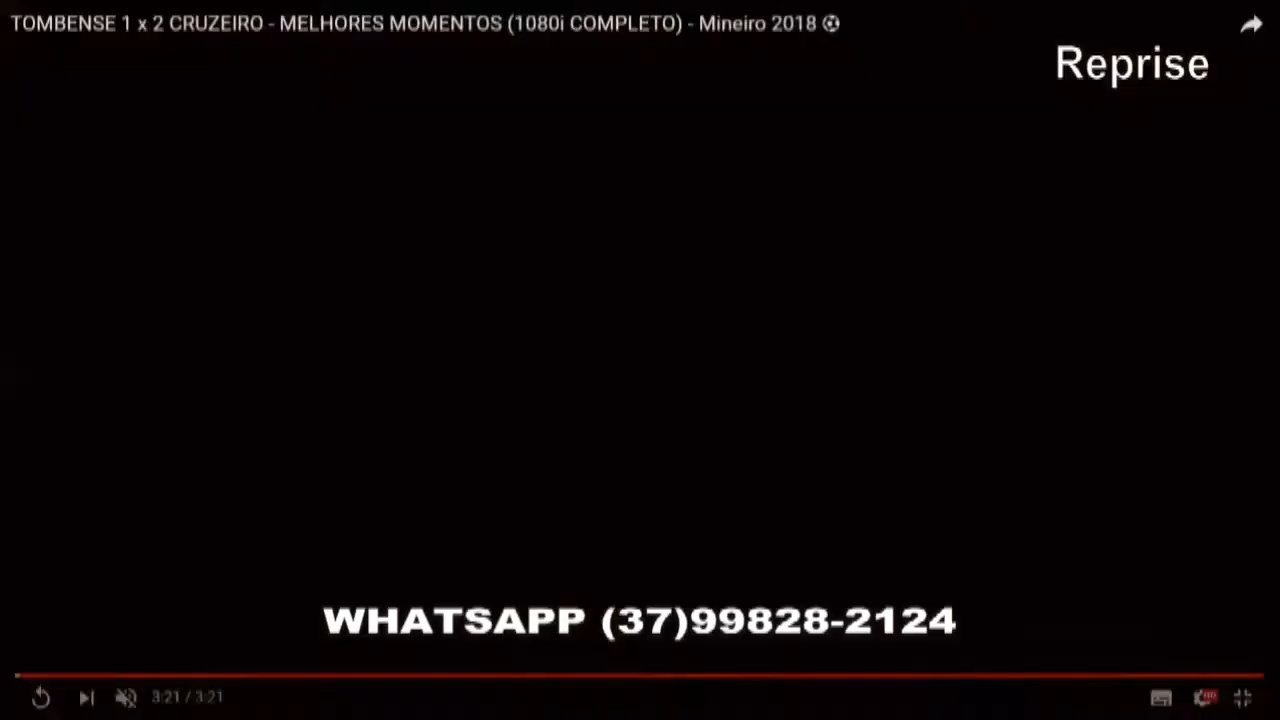 TOMBENSE 1 x 2 CRUZEIRO - MELHORES MOMENTOS (1080i COMPLETO) - Mineiro 2018 ⚽
Reprise
WHATSAPP (37)99828-2124
3:21 / 3:21